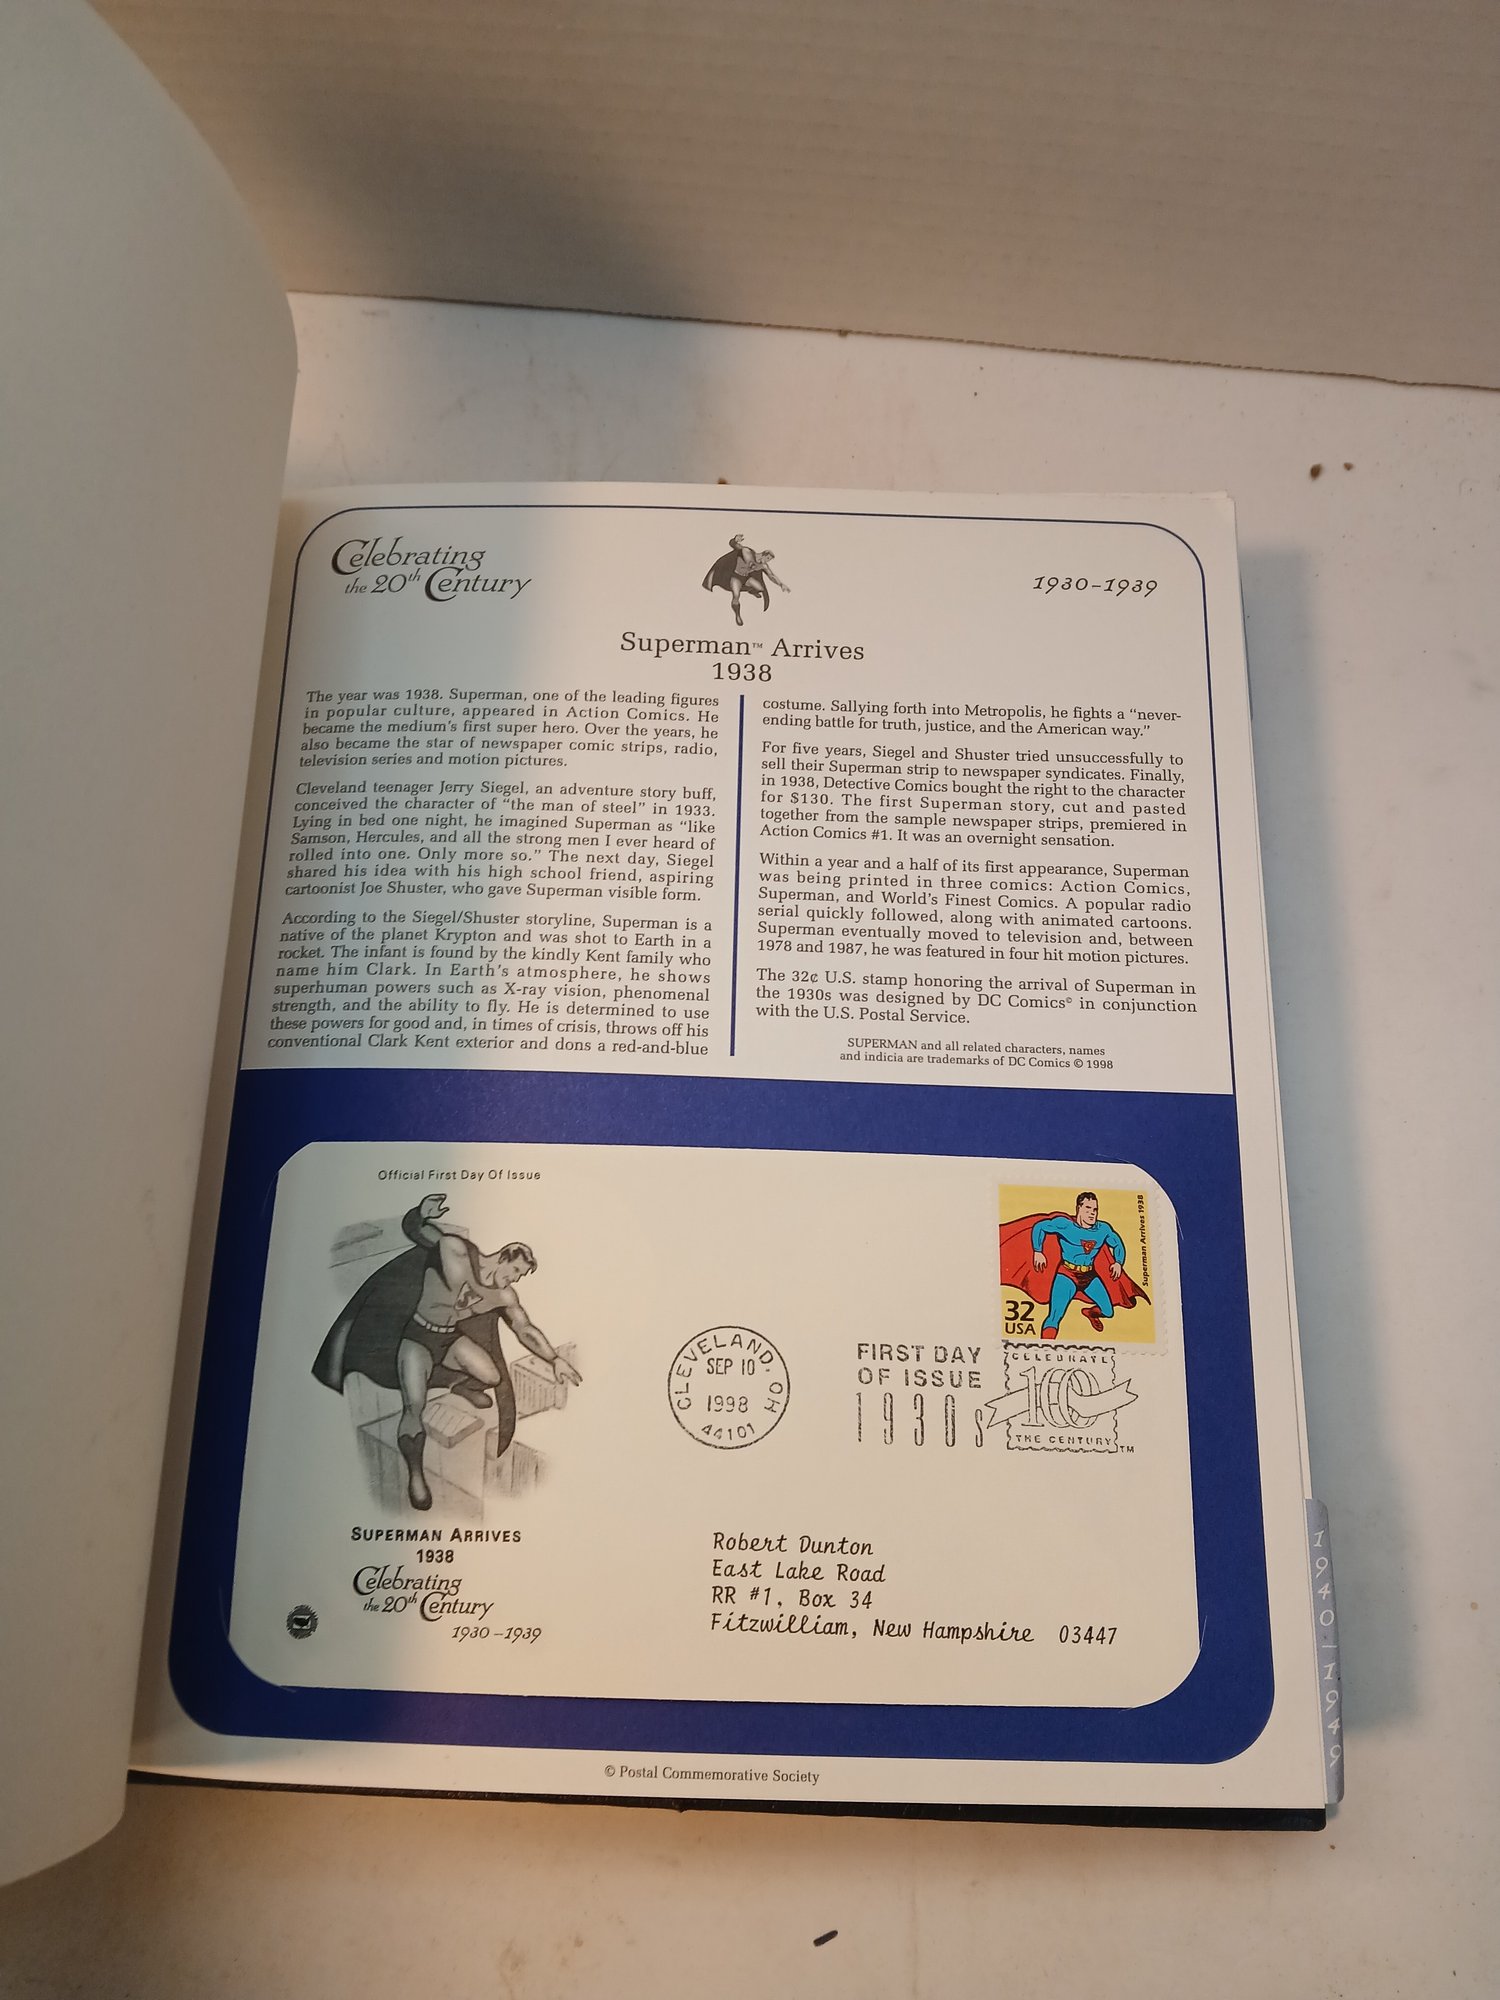 Celebrating
the 20th Century
1930-1939
Superman™ Arrives
1938
The year was 1938. Superman, one of the leading figures
in popular culture, appeared in Action Comics. He
became the medium's first super hero. Over the years, he
also became the star of newspaper comic strips, radio,
television series and motion pictures.
Cleveland teenager Jerry Siegel, an adventure story buff,
conceived the character of "the man of steel" in 1933.
Lying in bed one night, he imagined Superman as "like
Samson, Hercules, and all the strong men I ever heard of
rolled into one. Only more so." The next day, Siegel
shared his idea with his high school friend, aspiring
cartoonist Joe Shuster, who gave Superman visible form.
According to the Siegel/Shuster storyline, Superman is a
native of the planet Krypton and was shot to Earth in a
rocket. The infant is found by the kindly Kent family who
name him Clark. In Earth's atmosphere, he shows
superhuman powers such as X-ray vision, phenomenal
strength, and the ability to fly. He is determined to use
these powers for good and, in times of crisis, throws off his
conventional Clark Kent exterior and dons a red-and-blue
costume. Sallying forth into Metropolis, he fights a "never-
ending battle for truth, justice, and the American way."
For five years, Siegel and Shuster tried unsuccessfully to
sell their Superman strip to newspaper syndicates. Finally,
in 1938, Detective Comics bought the right to the character
for $130. The first Superman story, cut and pasted
together from the sample newspaper strips, premiered in
Action Comics #1. It was an overnight sensation.
Within a year and a half of its first appearance, Superman
was being printed in three comics: Action Comics,
Superman, and World's Finest Comics. A popular radio
serial quickly followed, along with animated cartoons.
Superman eventually moved to television and, between
1978 and 1987, he was featured in four hit motion pictures.
The 32¢ U.S. stamp honoring the arrival of Superman in
the 1930s was designed by DC Comics© in conjunction
with the U.S. Postal Service.
SUPERMAN and all related characters, names
and indicia are trademarks of DC Comics © 1998
Official First Day Of Issue
S
SUPERMAN ARRIVES
1938
Celebrating
the 20th Century
1930-1939
Superman Arrives 1938
32
USA
CLEVELAND, OH
SEP 10
1998
44101
FIRST DAY
OF ISSUE
1930s
CELEBRATE
100
THE CENTURY
TM
Robert Dunton
East Lake Road
RR #1, Box 34
Fitzwilliam, New Hampshire 03447
© Postal Commemorative Society
1940-1949